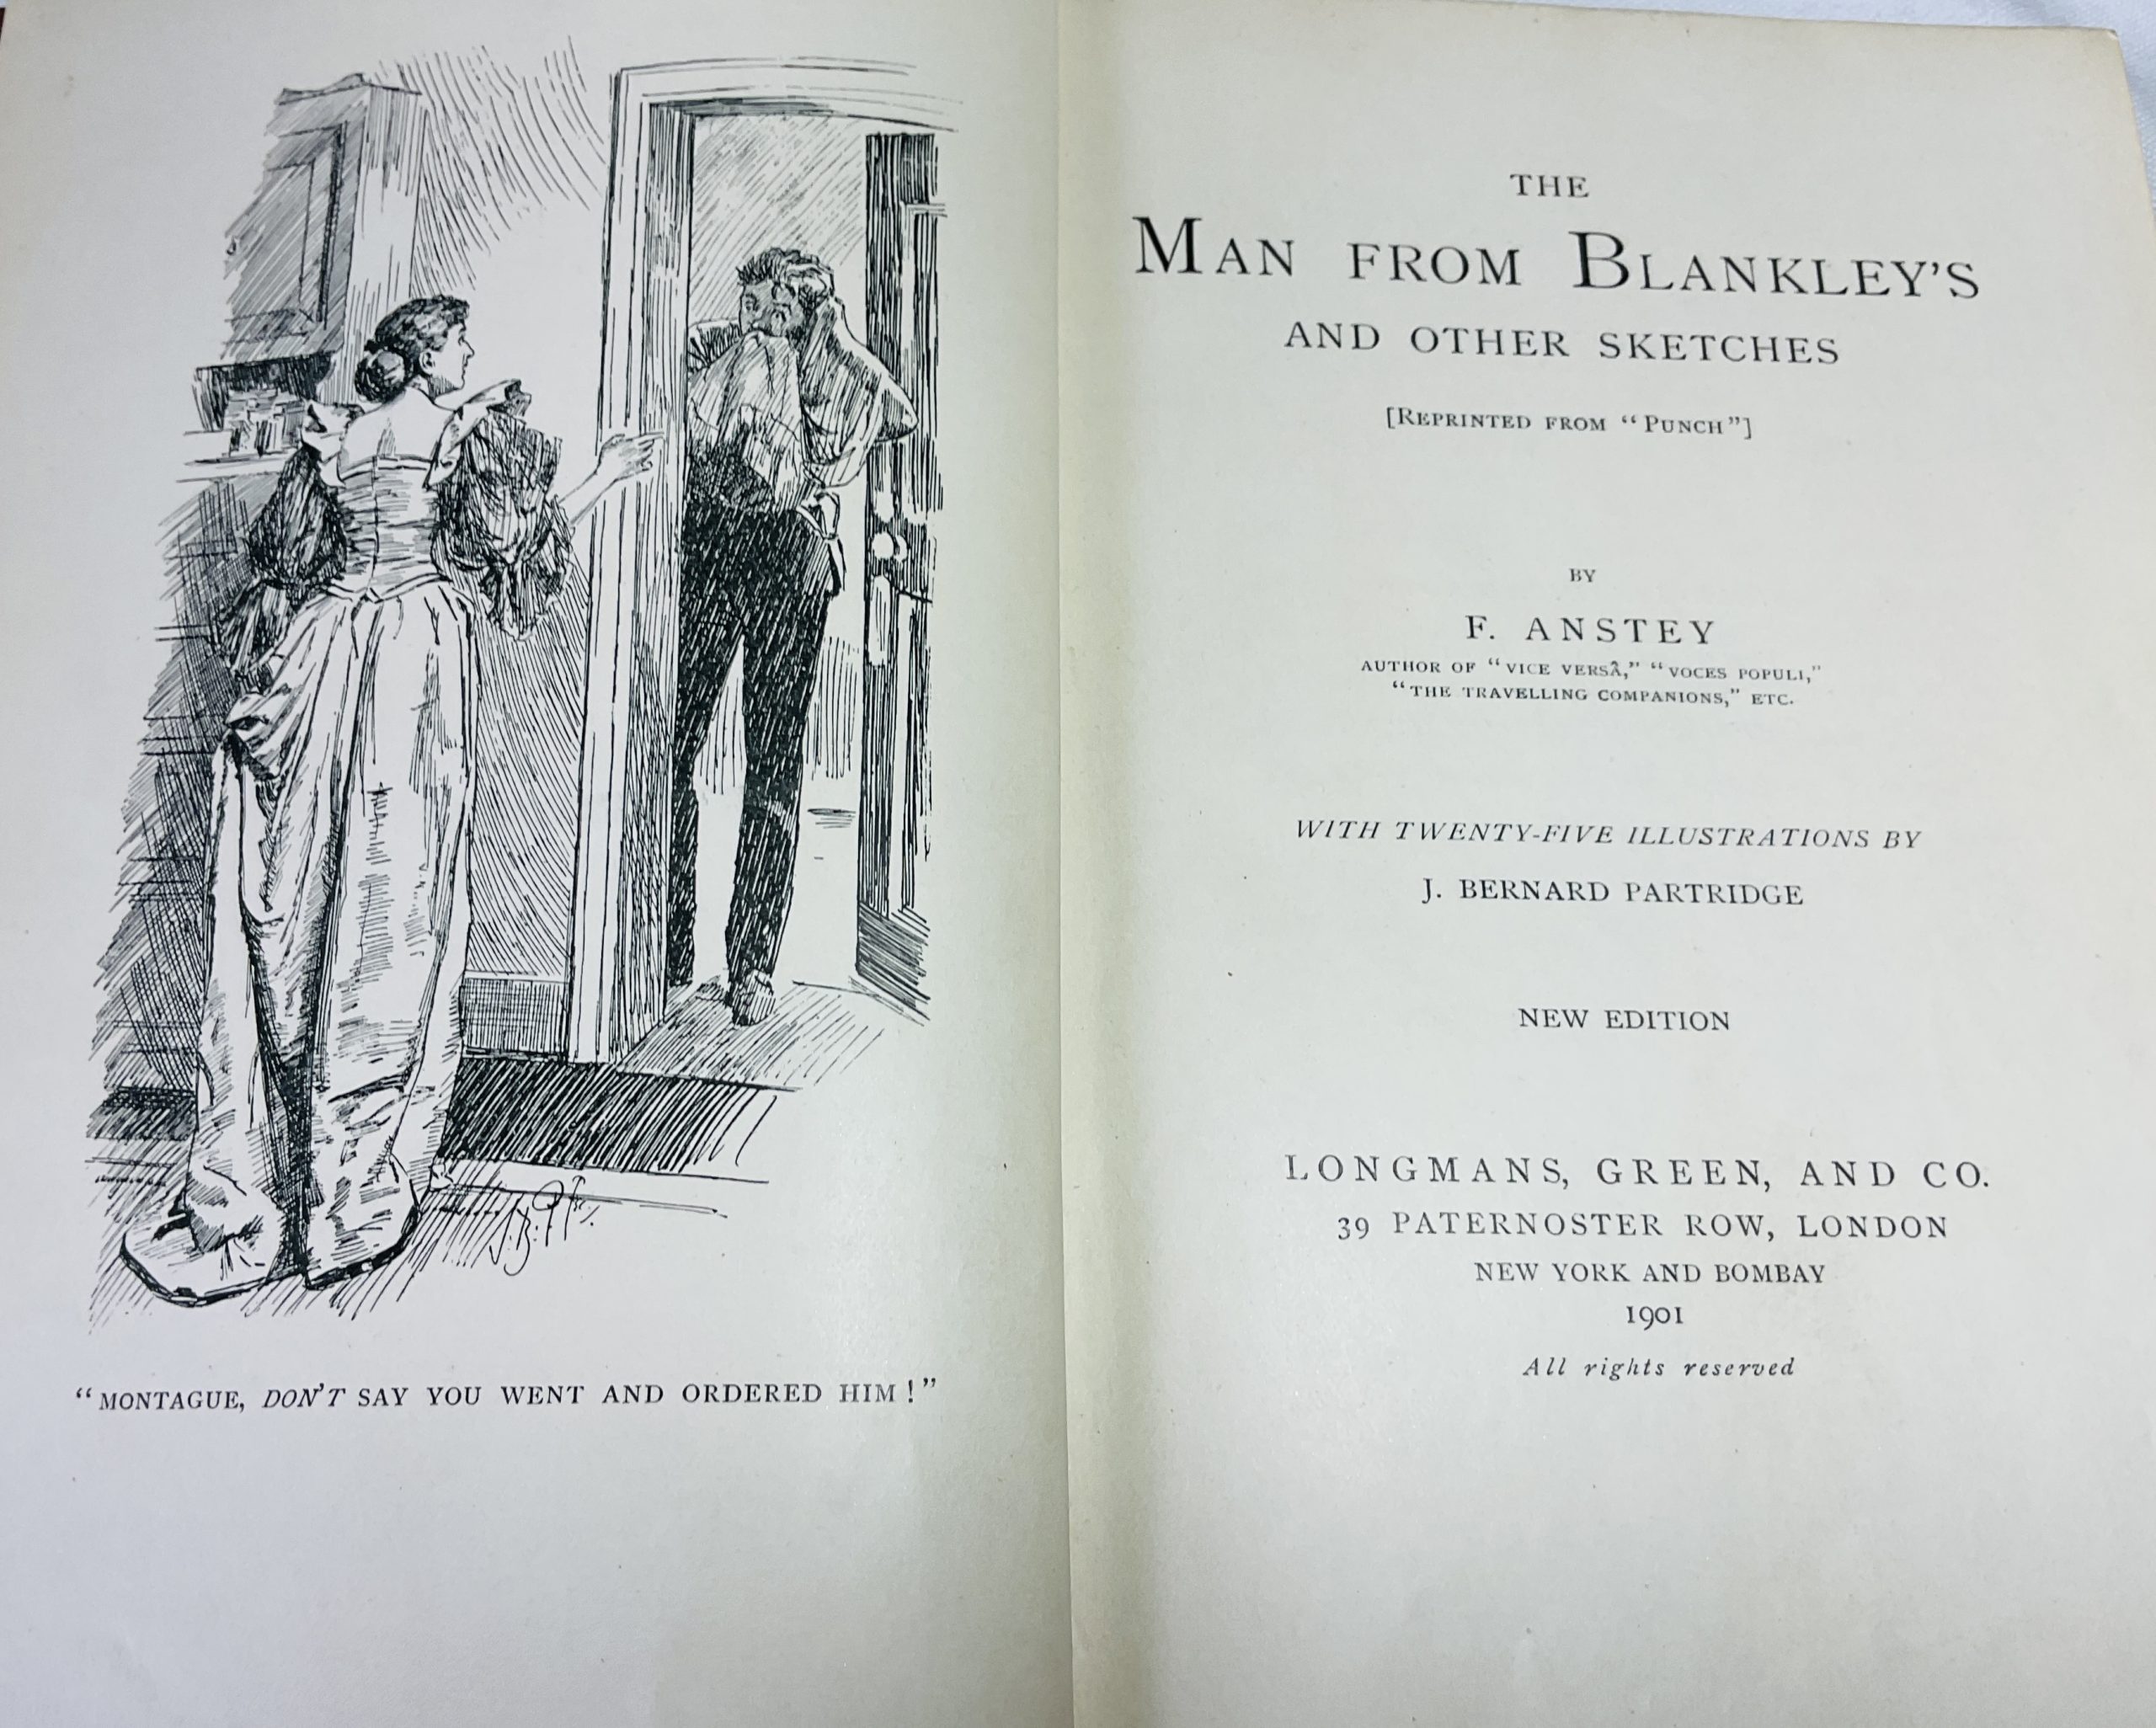 J. B. P.
"MONTAGUE, DON'T SAY YOU WENT AND ORDERED HIM!"
THE
MAN FROM BLANKLEY'S
AND OTHER SKETCHES
[REPRINTED FROM "PUNCH"]
BY
F. ANSTEY
AUTHOR OF "VICE VERSÂ," "VOCES POPULI,"
"THE TRAVELLING COMPANIONS," ETC.
WITH TWENTY-FIVE ILLUSTRATIONS BY
J. BERNARD PARTRIDGE
NEW EDITION
LONGMANS, GREEN, AND CO.
39 PATERNOSTER ROW, LONDON
NEW YORK AND BOMBAY
1901
All rights reserved